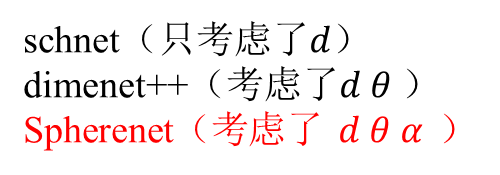 schnet（只考虑了𝑑）
dimenet++（考虑了𝑑 𝜃 ）
Spherenet（考虑了 𝑑 𝜃 𝛼 ）